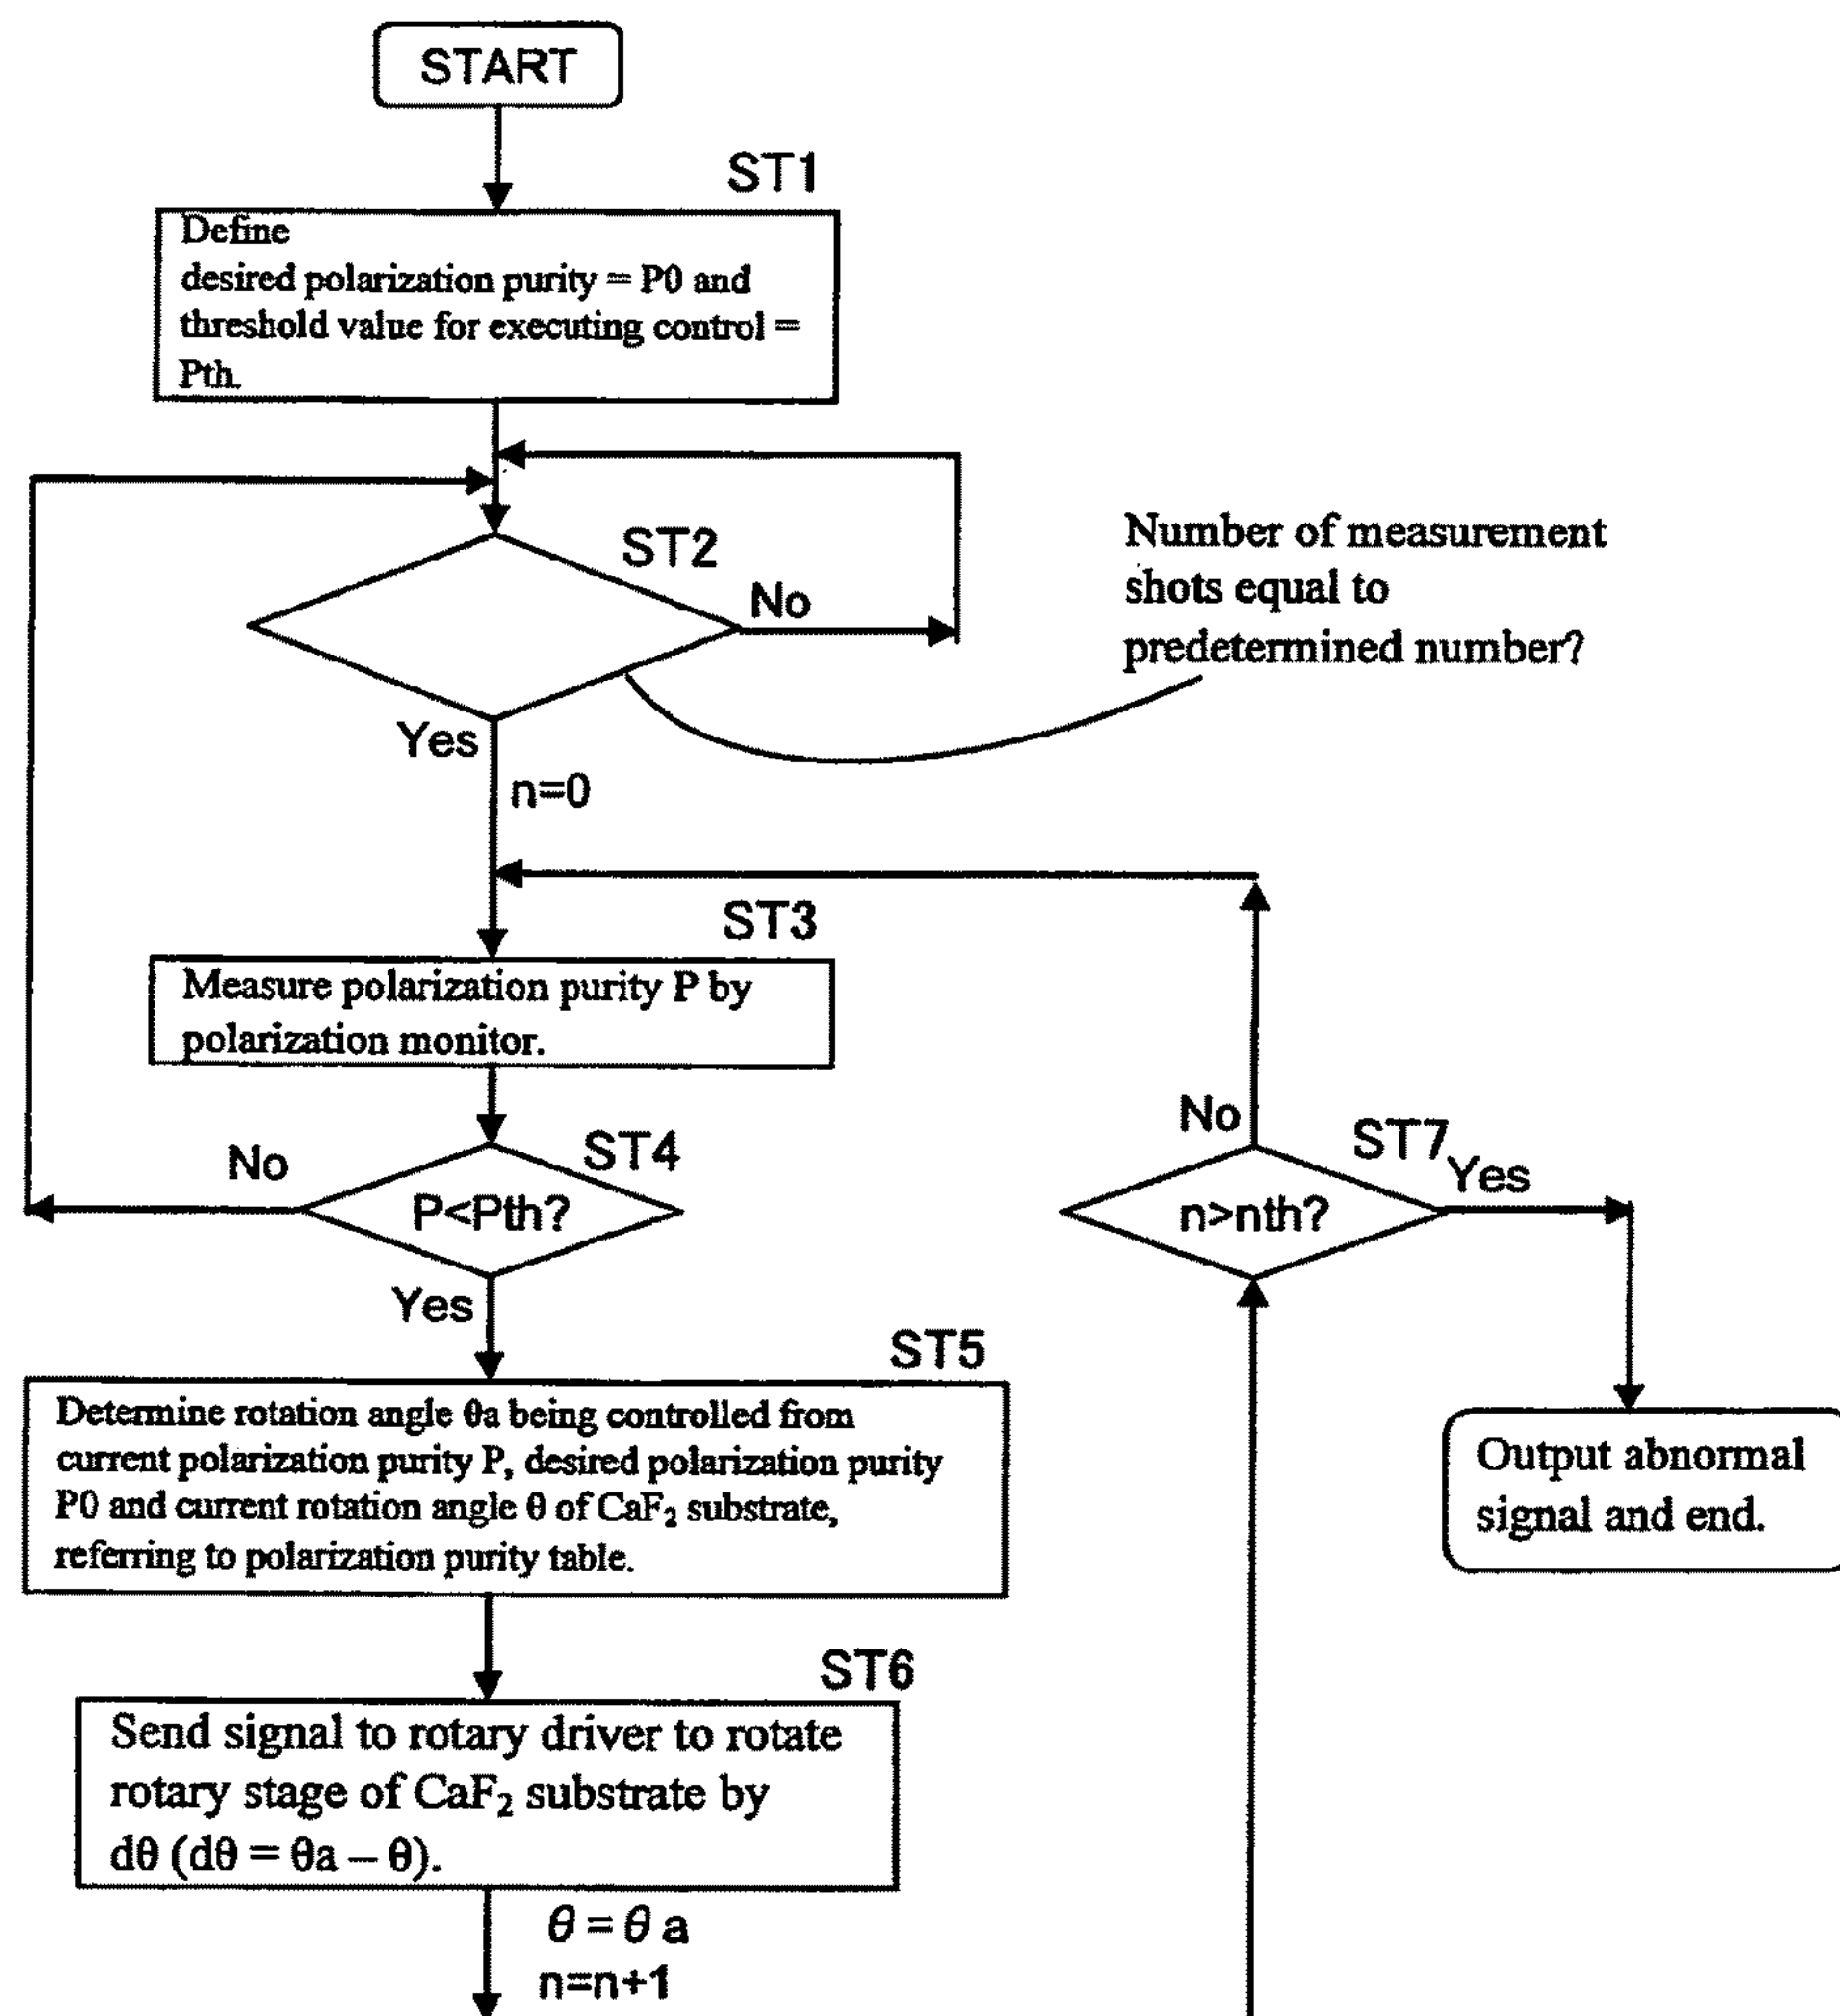 START
ST1
Define
desired polarization purity = P0 and
threshold value for executing control =
Pth.
ST2
No
Number of measurement
shots equal to
predetermined number?
Yes
n=0
ST3
Measure polarization purity P by
polarization monitor.
No
ST4
P<Pth?
Yes
No
ST7
Yes
n>nth?
ST5
Determine rotation angle θa being controlled from
current polarization purity P, desired polarization purity
P0 and current rotation angle θ of CaF₂ substrate,
referring to polarization purity table.
Output abnormal
signal and end.
ST6
Send signal to rotary driver to rotate
rotary stage of CaF₂ substrate by
dθ (dθ = θa – θ).
θ = θ a
n=n+1